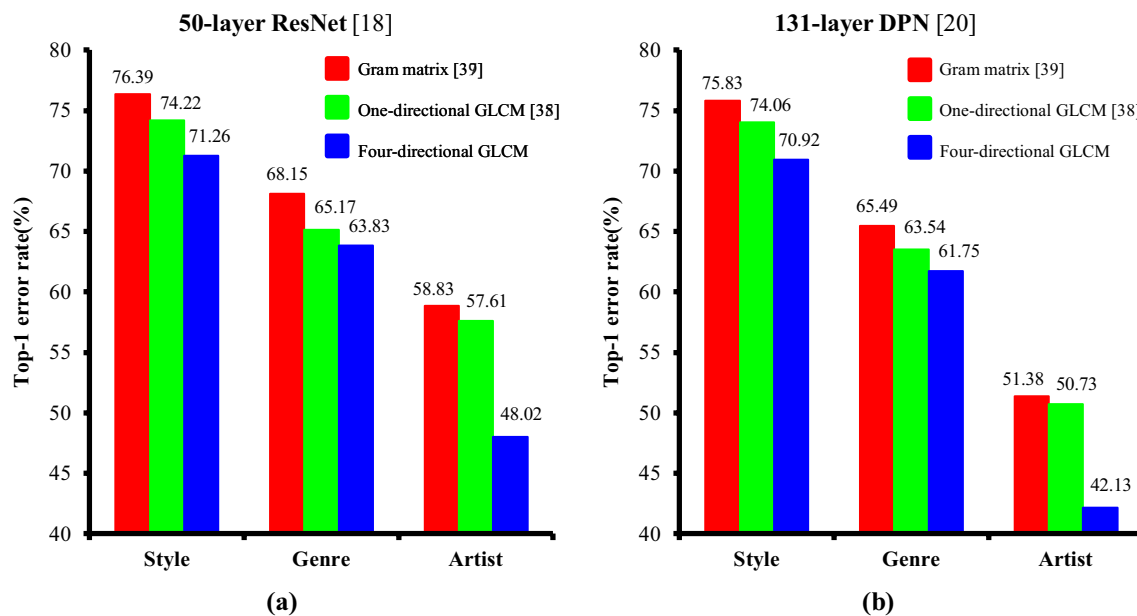 50-layer ResNet [18]
80
75
70
65
60
55
50
45
40
Top-1 error rate(%)
Gram matrix [39]
One-directional GLCM [38]
Four-directional GLCM
76.39
74.22
71.26
68.15
65.17
63.83
58.83
57.61
48.02
Style
Genre
Artist
(a)
131-layer DPN [20]
80
75
70
65
60
55
50
45
40
Top-1 error rate(%)
Gram matrix [39]
One-directional GLCM [38]
Four-directional GLCM
75.83
74.06
70.92
65.49
63.54
61.75
51.38
50.73
42.13
Style
Genre
Artist
(b)